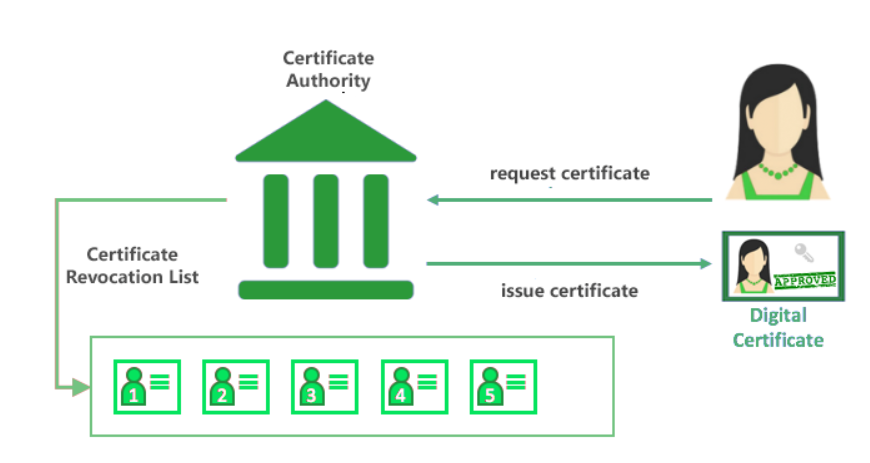 Certificate
Authority
request certificate
Certificate
Revocation List
issue certificate
APPROVED
Digital
Certificate
1
2
3
4
5